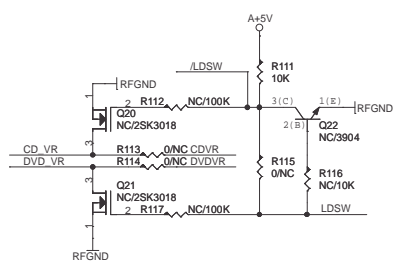 A+5V
/LDSW
R111
10K
1
RFGND
2 R112 NC/100K
3(C) 1(E)
RFGND
Q20
NC/2SK3018
2(B)
Q22
NC/3904
3
CD_VR R113 0/NC CDVR
DVD_VR R114 0/NC DVDVR
3
R115
0/NC
R116
NC/10K
Q21
NC/2SK3018
2
R117 NC/100K
LDSW
1
RFGND